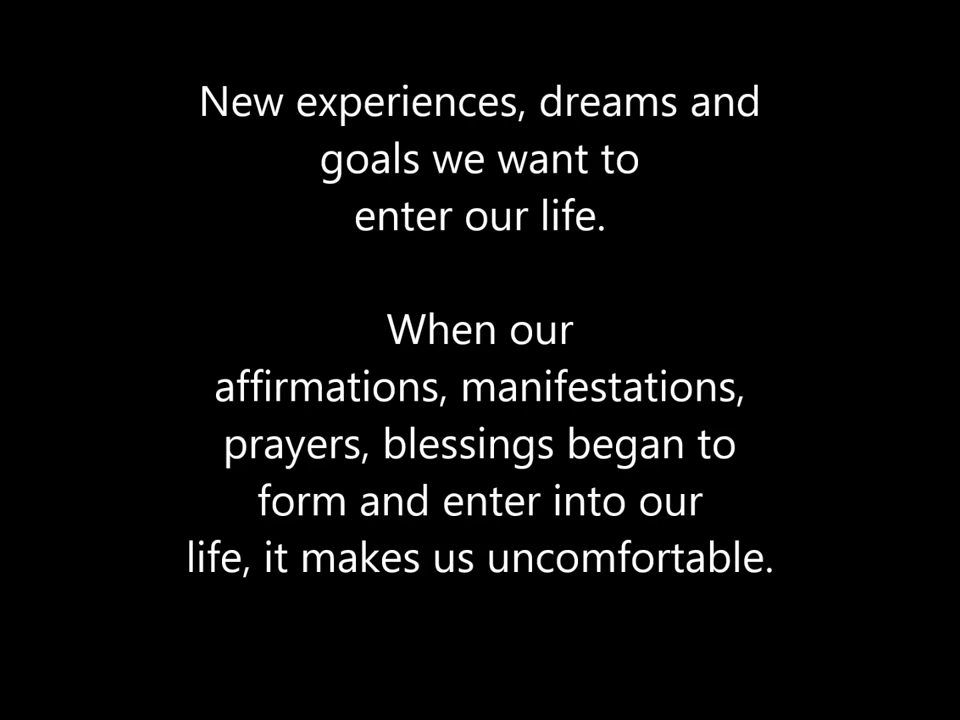 New experiences, dreams and
goals we want to
enter our life.
When our
affirmations, manifestations,
prayers, blessings began to
form and enter into our
life, it makes us uncomfortable.